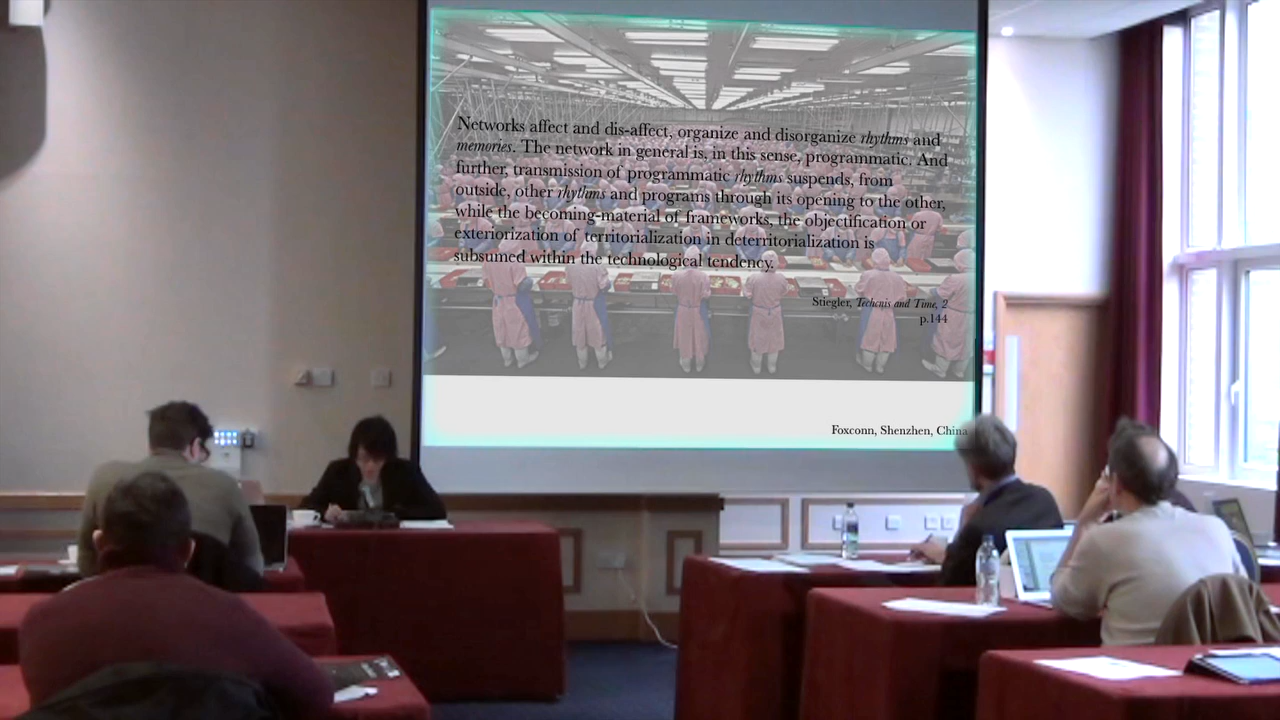 Networks affect and dis-affect, organize and disorganize rhythms and
memories. The network in general is, in this sense, programmatic. And
further, transmission of programmatic rhythms suspends, from
outside, other rhythms and programs through its opening to the other,
while the becoming-material of frameworks, the objectification or
exteriorization of territorialization in deterritorialization is
subsumed within the technological tendency.
Stiegler, Techcnis and Time, 2
p.144
Foxconn, Shenzhen, China